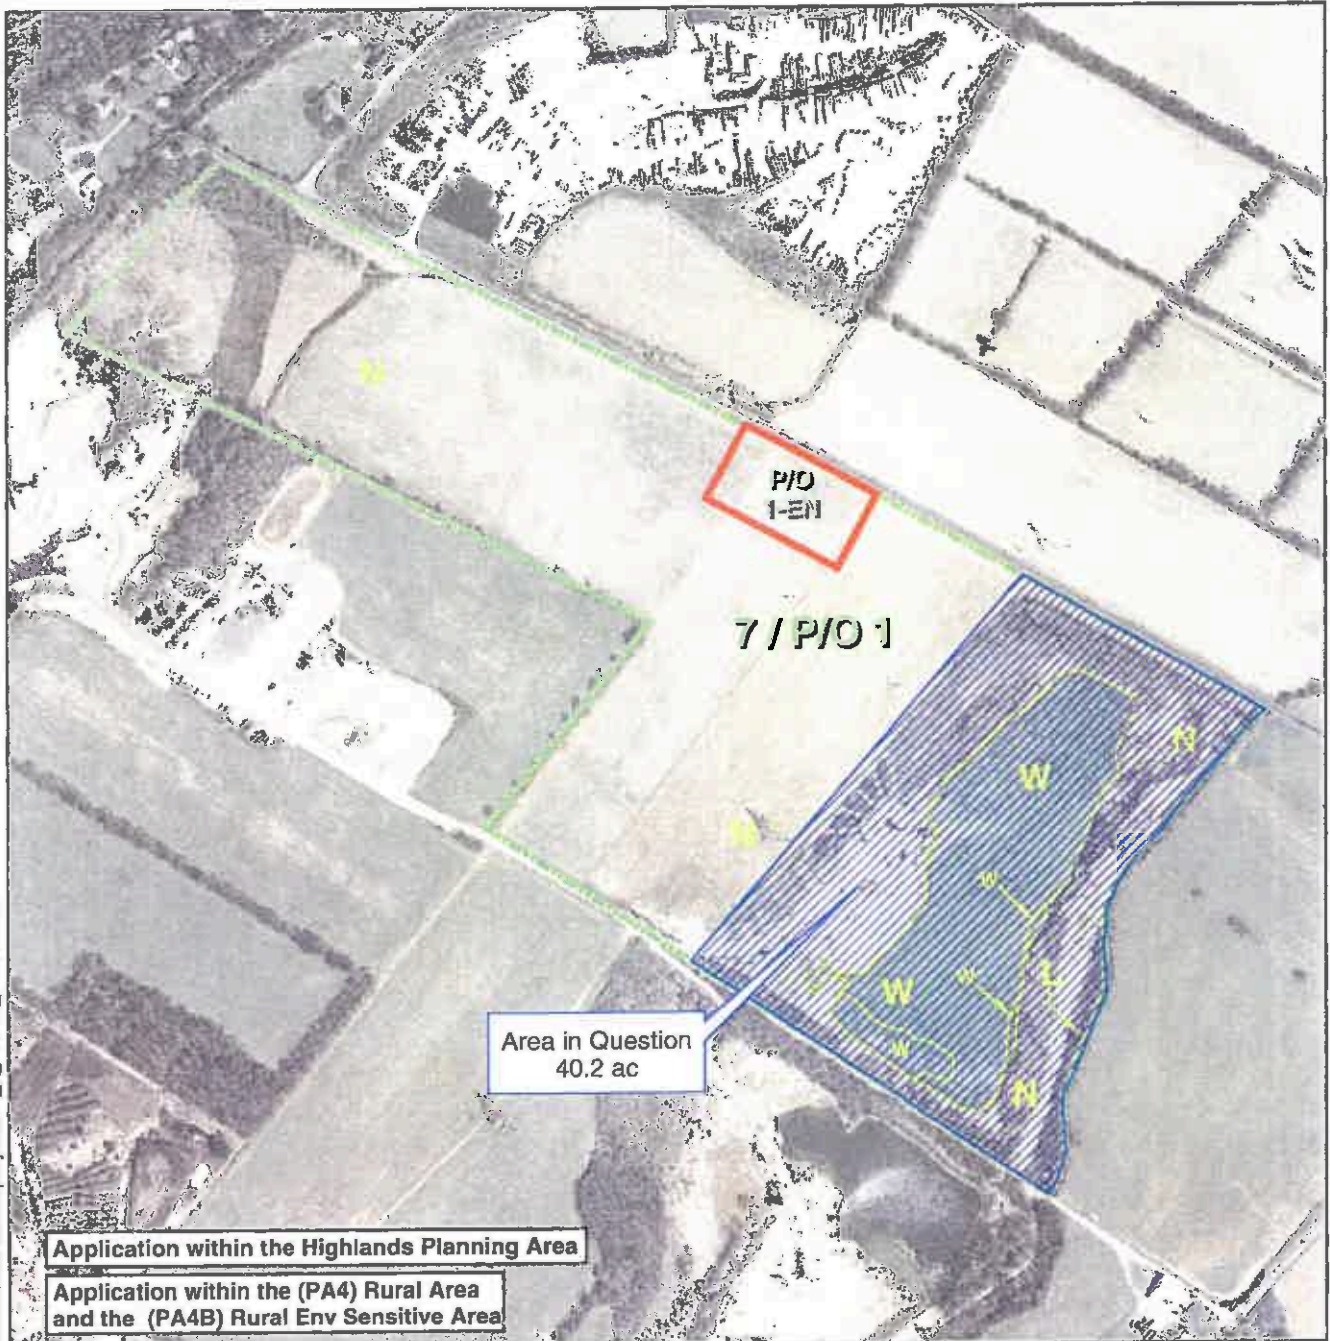 P/O
1-EN
7 / P/O 1
N
N
W
N
W
W
L
W
W
N
Area in Question
40.2 ac
Application within the Highlands Planning Area
Application within the (PA4) Rural Area
and the (PA4B) Rural Env Sensitive Area